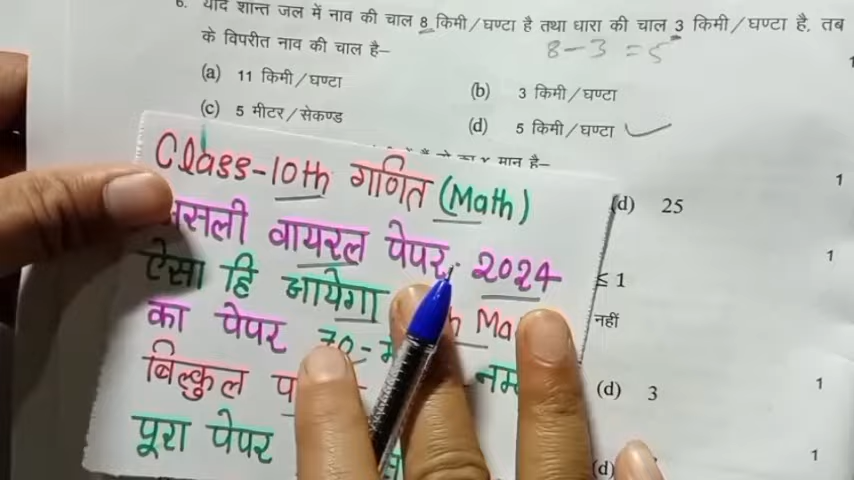 6. यदि शान्त जल में नाव की चाल 8 किमी/घण्टा है तथा धारा की चाल 3 किमी/घण्टा है, तब
के विपरीत नाव की चाल है–
8-3=5
1
(a) 11 किमी/घण्टा
(b) 3 किमी/घण्टा
(c) 5 मीटर/सेकण्ड
(d) 5 किमी/घण्टा
मान है–
1
Class-10th गणित (Math)
(d) 25
वायरल पेपर 2024
1
ऐसा हि आयेगा
≤ 1
का पेपर 70-
नहीं
बिल्कुल
(d) 3
1
पूरा पेपर
(d)
1